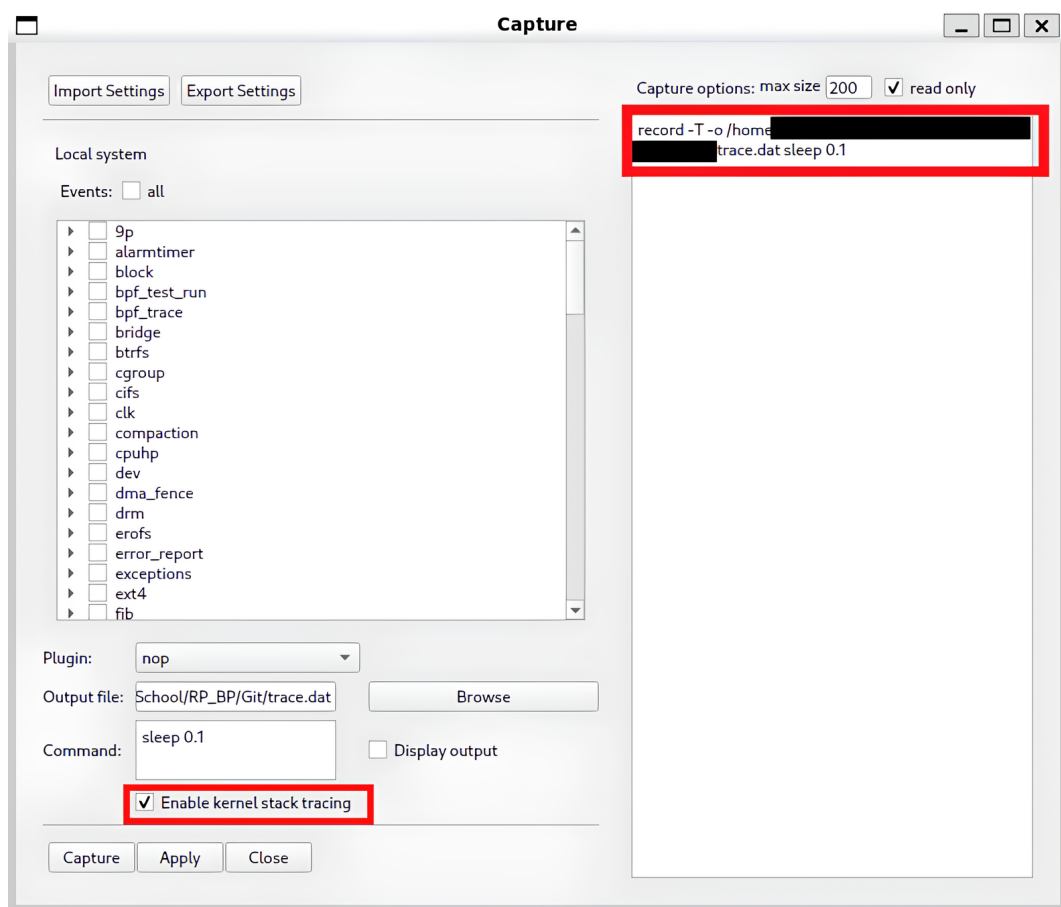 Capture
Import Settings Export Settings
Local system
Events: all
9p
alarmtimer
block
bpf_test_run
bpf_trace
bridge
btrfs
cgroup
cifs
clk
compaction
cpuhp
dev
dma_fence
drm
erofs
error_report
exceptions
ext4
fib
Plugin: nop
Output file: School/RP_BP/Git/trace.dat Browse
Command: sleep 0.1 Display output
Enable kernel stack tracing
Capture Apply Close
Capture options: max size 200 read only
record -T -o /home
trace.dat sleep 0.1